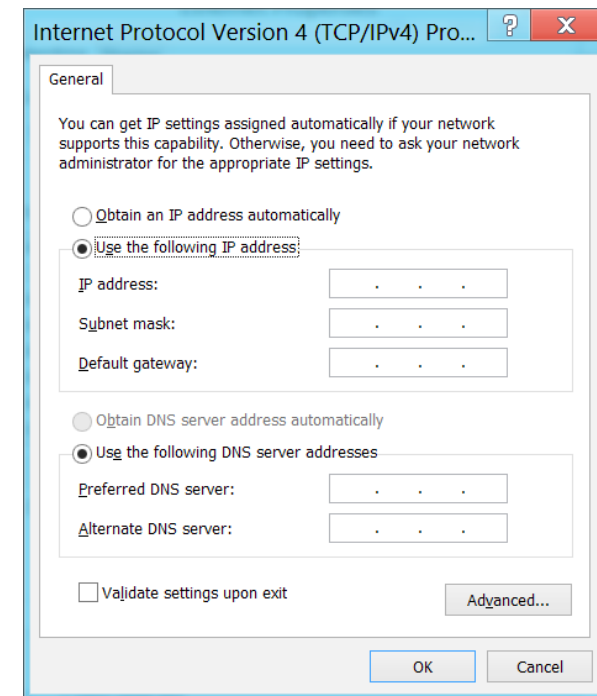 Internet Protocol Version 4 (TCP/IPv4) Pro...
? X
General
You can get IP settings assigned automatically if your network
supports this capability. Otherwise, you need to ask your network
administrator for the appropriate IP settings.
Obtain an IP address automatically
Use the following IP address:
IP address:
. . .
Subnet mask:
. . .
Default gateway:
. . .
Obtain DNS server address automatically
Use the following DNS server addresses
Preferred DNS server:
. . .
Alternate DNS server:
. . .
Validate settings upon exit
Advanced...
OK
Cancel